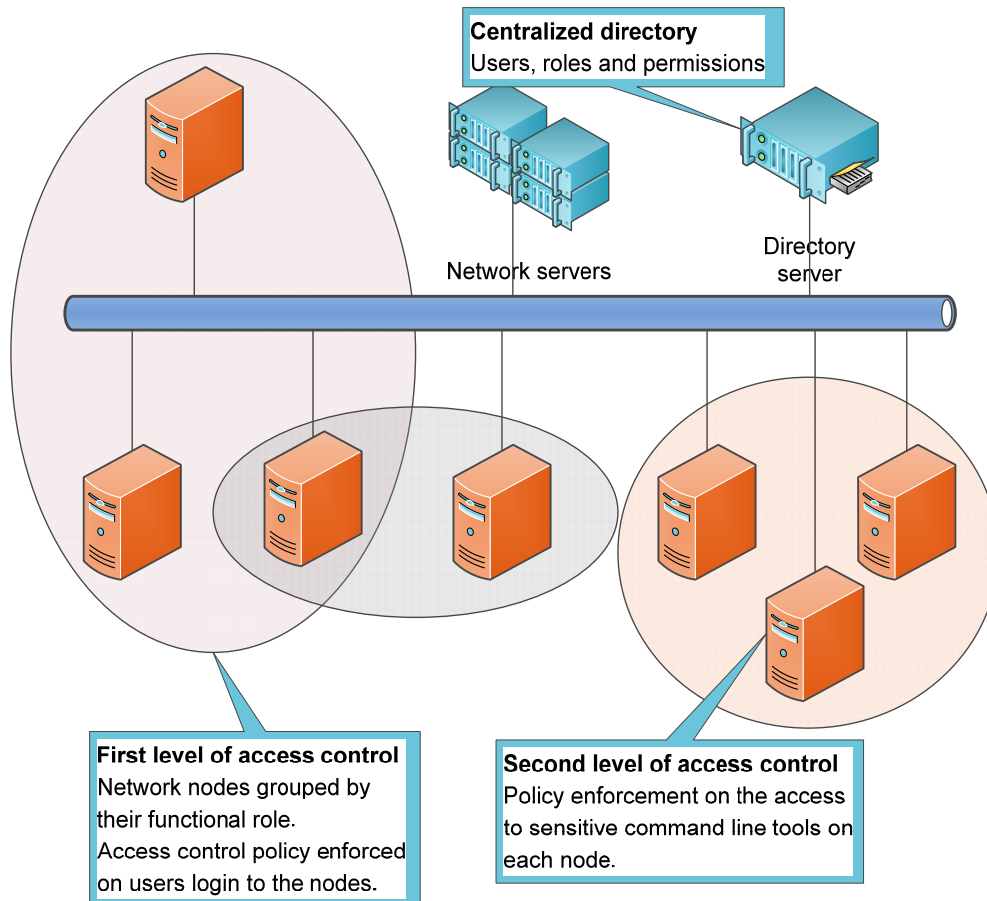 Centralized directory
Users, roles and permissions
Network servers
Directory
server
First level of access control
Network nodes grouped by
their functional role.
Access control policy enforced
on users login to the nodes.
Second level of access control
Policy enforcement on the access
to sensitive command line tools on
each node.